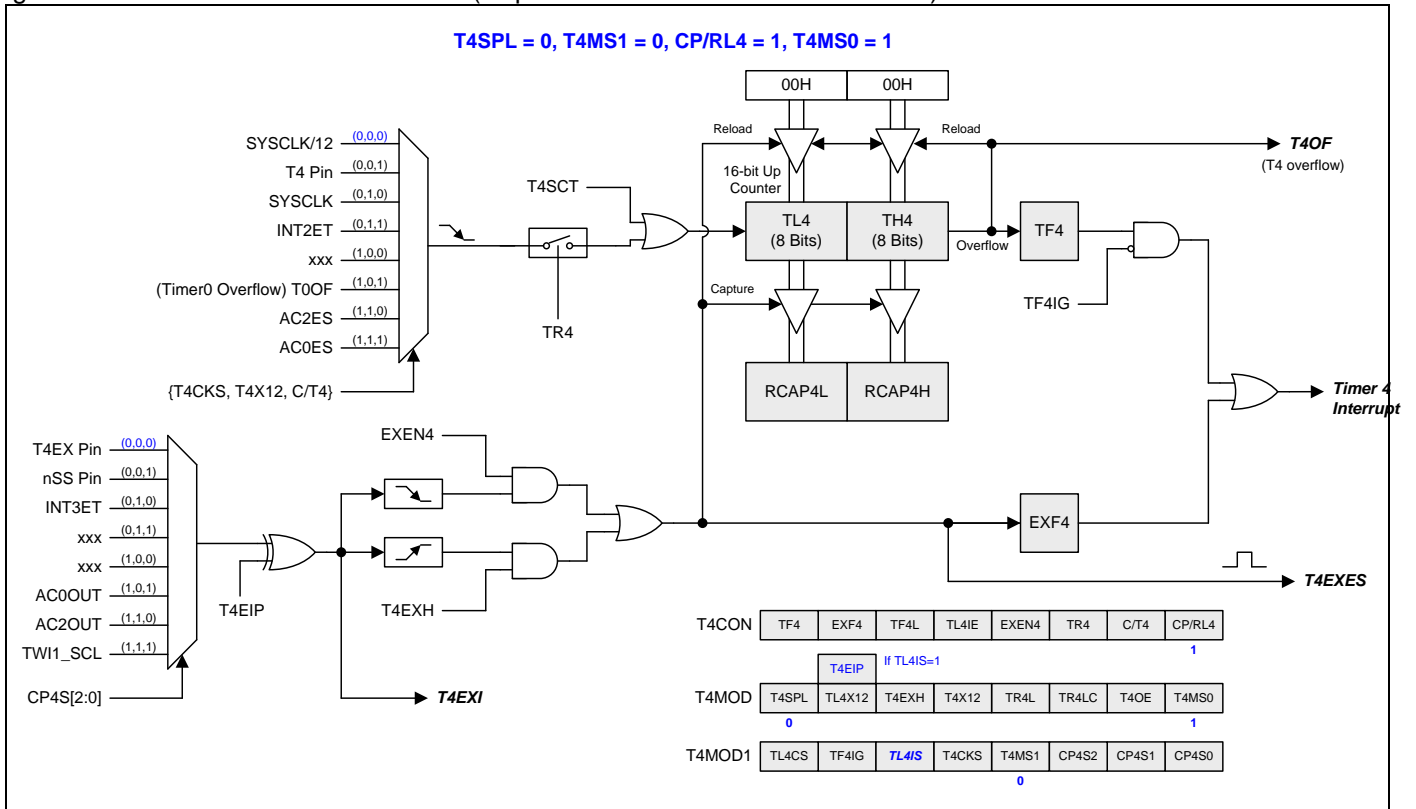 T4SPL = 0, T4MS1 = 0, CP/RL4 = 1, T4MS0 = 1
00H 00H
Reload Reload
SYSCLK/12 (0,0,0)
T4 Pin (0,0,1)
SYSCLK (0,1,0)
INT2ET (0,1,1)
xxx (1,0,0)
(Timer0 Overflow) T0OF (1,0,1)
AC2ES (1,1,0)
AC0ES (1,1,1)
{T4CKS, T4X12, C/T4}
TR4
T4SCT
16-bit Up
Counter
TL4
(8 Bits)
TH4
(8 Bits)
Overflow
TF4
TF4IG
T4OF
(T4 overflow)
Capture
RCAP4L RCAP4H
Timer 4
Interrupt
T4EX Pin (0,0,0)
nSS Pin (0,0,1)
INT3ET (0,1,0)
xxx (0,1,1)
xxx (1,0,0)
AC0OUT (1,0,1)
AC2OUT (1,1,0)
TWI1_SCL (1,1,1)
CP4S[2:0]
T4EIP
EXEN4
T4EXH
T4EXI
EXF4
T4EXES
T4CON TF4 EXF4 TF4L TL4IE EXEN4 TR4 C/T4 CP/RL4
1
T4EIP If TL4IS=1
T4MOD T4SPL TL4X12 T4EXH T4X12 TR4L TR4LC T4OE T4MS0
0 1
T4MOD1 TL4CS TF4IG TL4IS T4CKS T4MS1 CP4S2 CP4S1 CP4S0
0